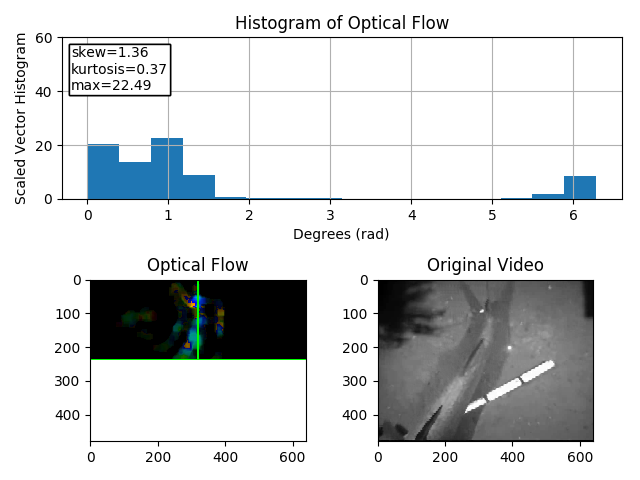 Histogram of Optical Flow
Scaled Vector Histogram
60
40
20
0
skew=1.36
kurtosis=0.37
max=22.49
0 1 2 3 4 5 6
Degrees (rad)
Optical Flow
0
100
200
300
400
0 200 400 600
Original Video
0
100
200
300
400
0 200 400 600